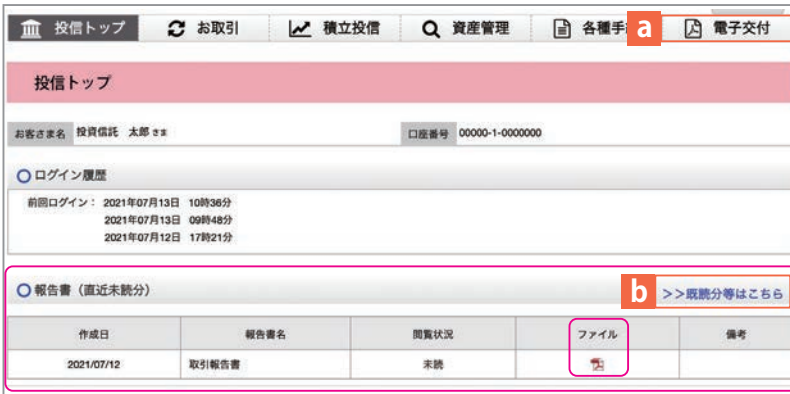 投信トップ お取引 積立投信 資産管理 各種手 a 電子交付
投信トップ
お客さま名 投資信託 太郎 さま 口座番号 00000-1-0000000
ログイン履歴
前回ログイン： 2021年07月13日 10時36分
2021年07月13日 09時48分
2021年07月12日 17時21分
報告書（直近未読分） b >>既読分等はこちら
作成日 報告書名 閲覧状況 ファイル 備考
2021/07/12 取引報告書 未読